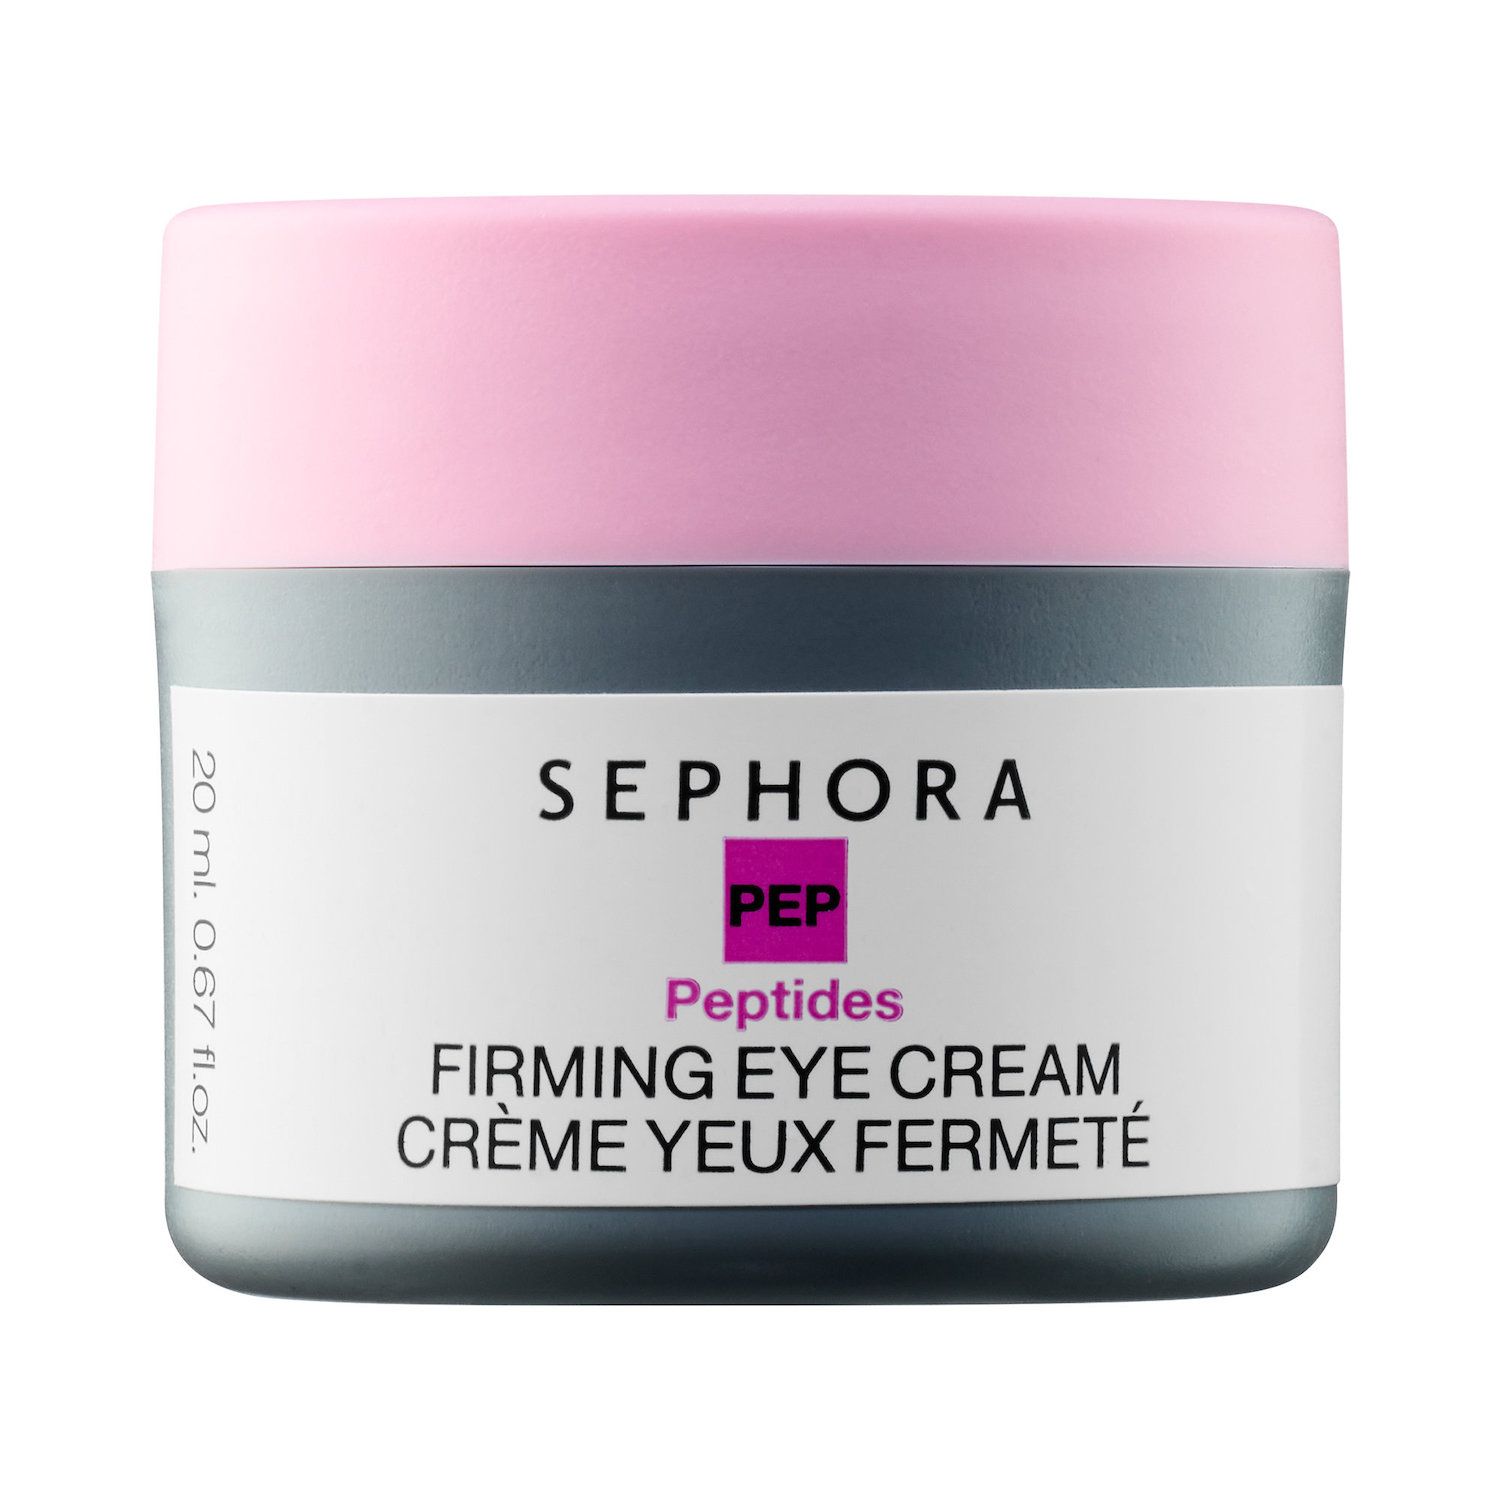 SEPHORA
PEP
Peptides
FIRMING EYE CREAM
CRÈME YEUX FERMETÉ
20 ml. 0.67 fl.oz.